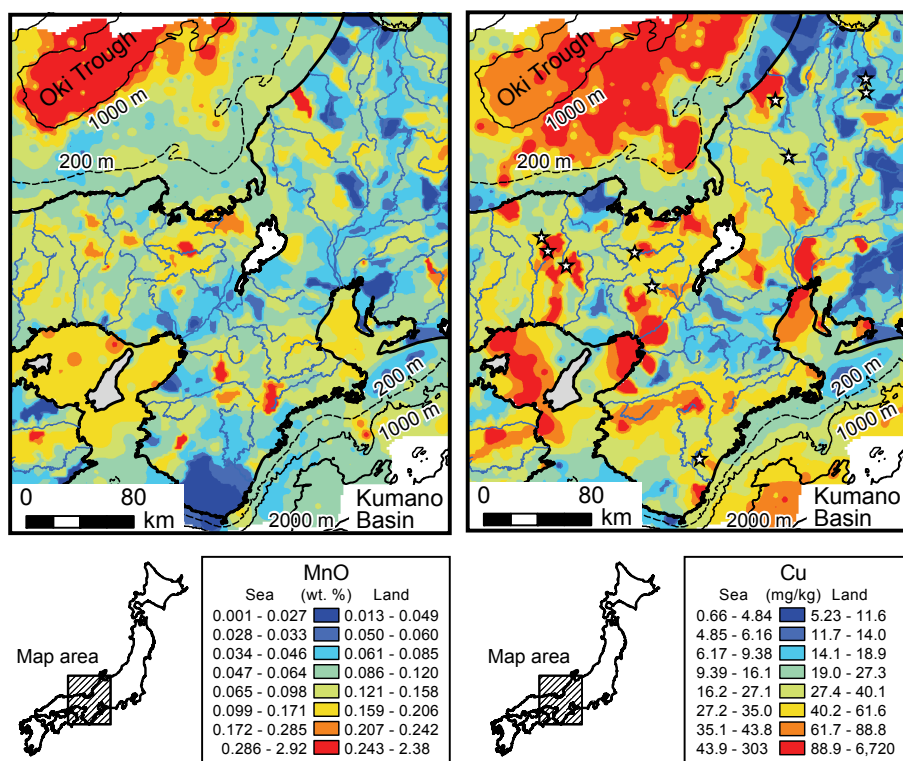 Oki Trough
1000 m
200 m
200 m
1000 m
0 80
km
2000 m
Kumano
Basin
Oki Trough
1000 m
200 m
200 m
1000 m
0 80
km
2000 m
Kumano
Basin
Map area
MnO
Sea (wt. %) Land
0.001 - 0.027 0.013 - 0.049
0.028 - 0.033 0.050 - 0.060
0.034 - 0.046 0.061 - 0.085
0.047 - 0.064 0.086 - 0.120
0.065 - 0.098 0.121 - 0.158
0.099 - 0.171 0.159 - 0.206
0.172 - 0.285 0.207 - 0.242
0.286 - 2.92 0.243 - 2.38
Map area
Cu
Sea (mg/kg) Land
0.66 - 4.84 5.23 - 11.6
4.85 - 6.16 11.7 - 14.0
6.17 - 9.38 14.1 - 18.9
9.39 - 16.1 19.0 - 27.3
16.2 - 27.1 27.4 - 40.1
27.2 - 35.0 40.2 - 61.6
35.1 - 43.8 61.7 - 88.8
43.9 - 303 88.9 - 6,720